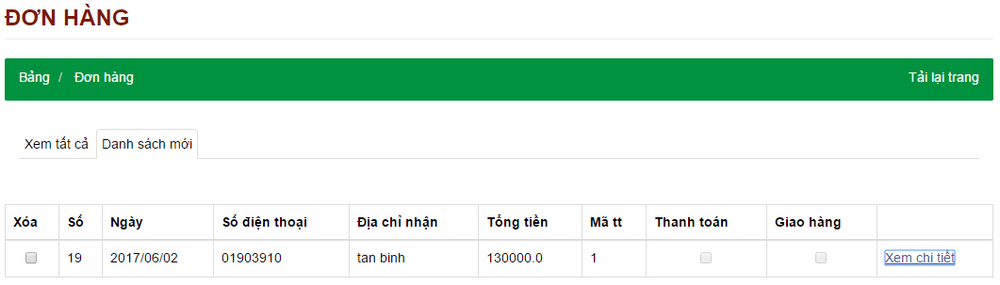 ĐƠN HÀNG
Bảng / Đơn hàng Tải lại trang
Xem tất cả Danh sách mới
Xóa Số Ngày Số điện thoại Địa chỉ nhận Tổng tiền Mã tt Thanh toán Giao hàng
19 2017/06/02 01903910 tan binh 130000.0 1 Xem chi tiết